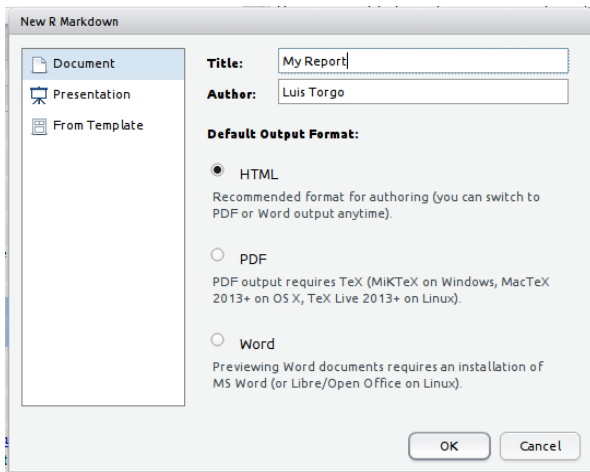 New R Markdown
Document
Presentation
From Template
Title: My Report
Author: Luis Torgo
Default Output Format:
HTML
Recommended format for authoring (you can switch to
PDF or Word output anytime).
PDF
PDF output requires TeX (MiKTeX on Windows, MacTeX
2013+ on OS X, TeX Live 2013+ on Linux).
Word
Previewing Word documents requires an installation of
MS Word (or Libre/Open Office on Linux).
OK Cancel